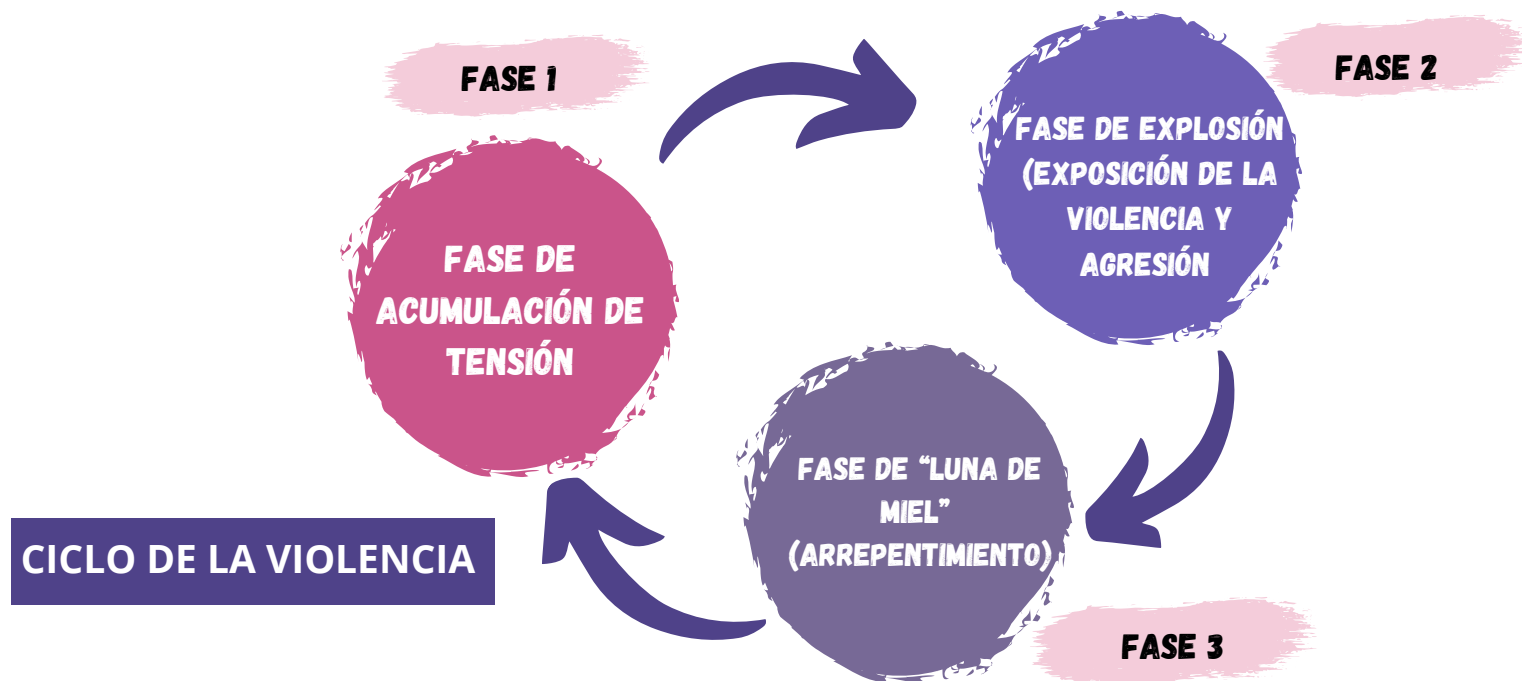 FASE 1
FASE DE
ACUMULACIÓN DE
TENSIÓN
FASE 2
FASE DE EXPLOSIÓN
(EXPOSICIÓN DE LA
VIOLENCIA Y
AGRESIÓN
FASE DE “LUNA DE
MIEL”
(ARREPENTIMIENTO)
FASE 3
CICLO DE LA VIOLENCIA